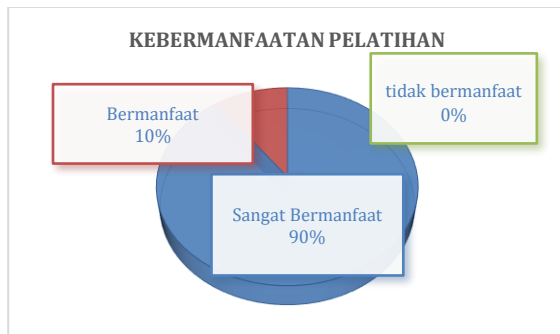 KEBERMANFAATAN PELATIHAN
tidak bermanfaat
0%
Bermanfaat
10%
Sangat Bermanfaat
90%